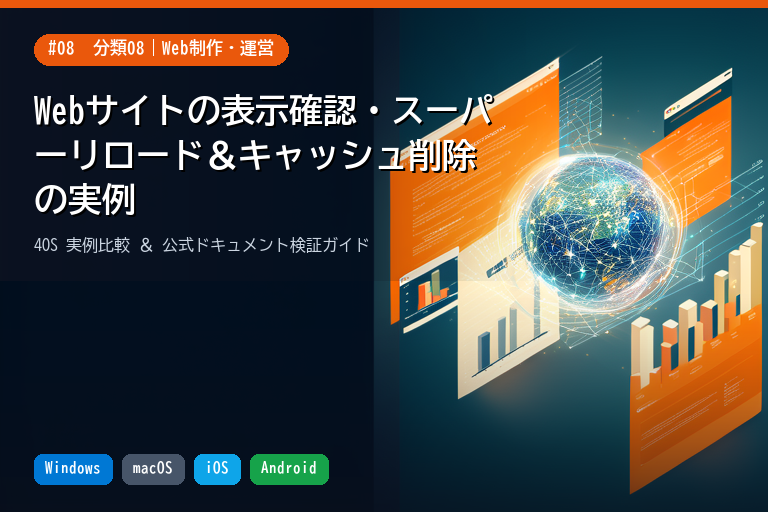 #08 分類08｜Web制作・運営
Webサイトの表示確認・スーパ
ーリロード＆キャッシュ削除
の実例
4OS 実例比較 ＆ 公式ドキュメント検証ガイド
Windows
macOS
iOS
Android